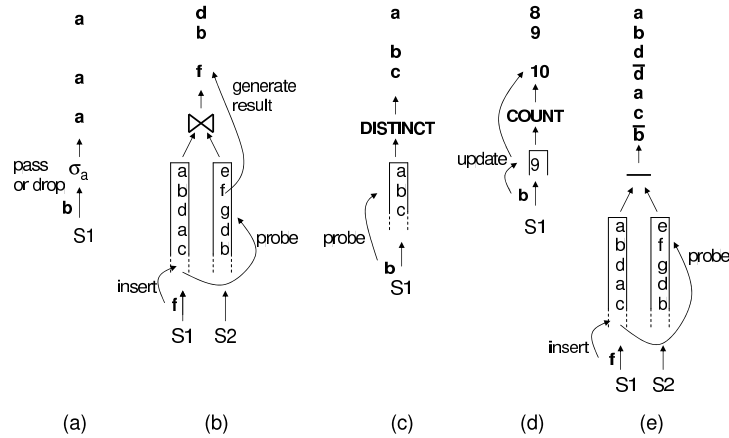 a
a
a
pass
or drop
σa
b
S1
(a)
d
b
f
generate
result
a
b
d
a
c
e
f
g
d
b
probe
insert
f
S1 S2
(b)
a
b
c
DISTINCT
a
b
c
probe
b
S1
(c)
8
9
10
COUNT
update
9
b
S1
(d)
a
b
d
d̅
a
c
b̅
–
a
b
d
a
c
e
f
g
d
b
probe
insert
f
S1 S2
(e)